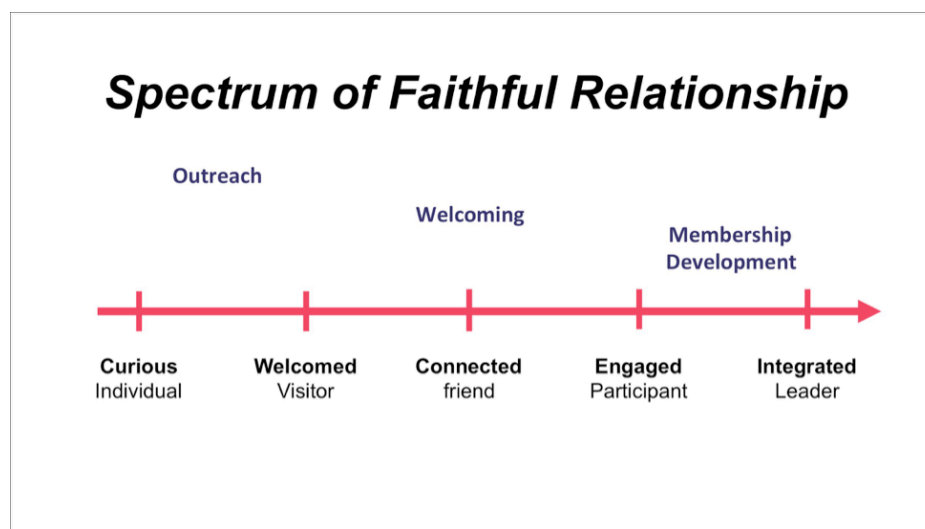 Spectrum of Faithful Relationship
Outreach
Welcoming
Membership
Development
Curious
Individual
Welcomed
Visitor
Connected
friend
Engaged
Participant
Integrated
Leader